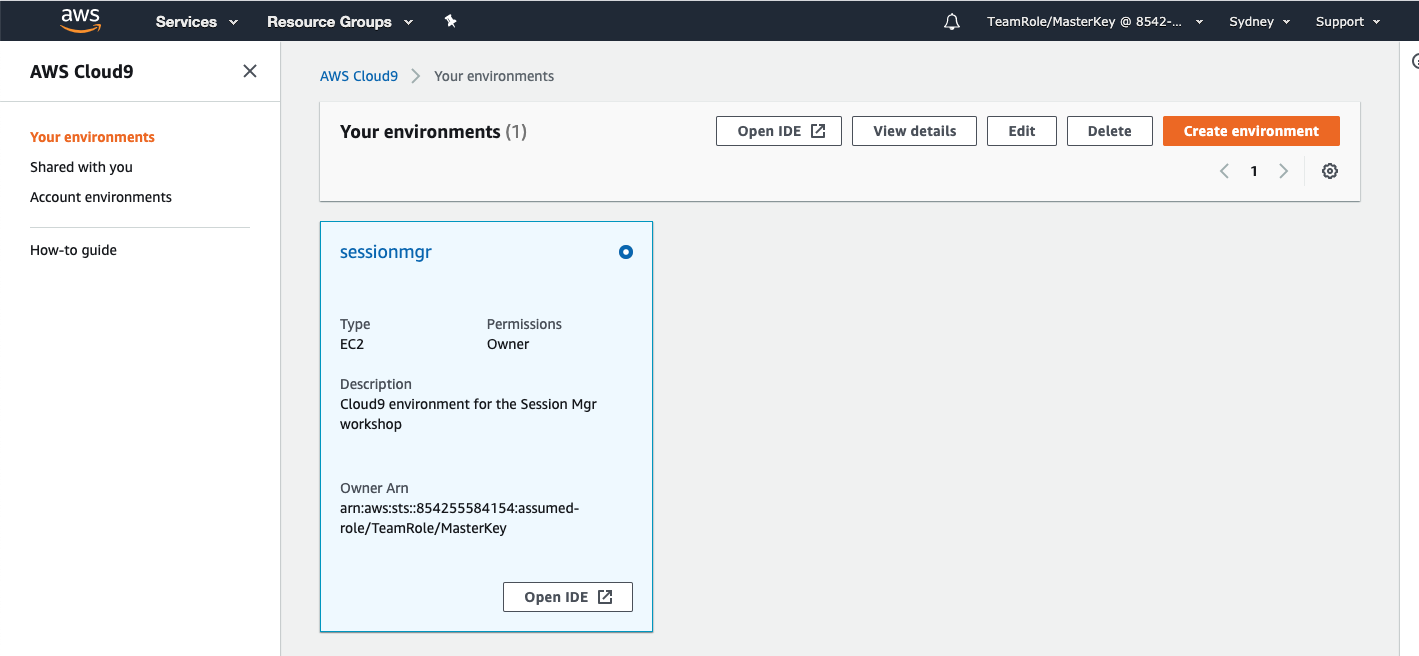 aws Services Resource Groups TeamRole/MasterKey @ 8542-... Sydney Support
AWS Cloud9
Your environments
Shared with you
Account environments
How-to guide
AWS Cloud9 Your environments
Your environments (1) Open IDE View details Edit Delete Create environment
1
sessionmgr
Type Permissions
EC2 Owner
Description
Cloud9 environment for the Session Mgr
workshop
Owner Arn
arn:aws:sts::854255584154:assumed-
role/TeamRole/MasterKey
Open IDE